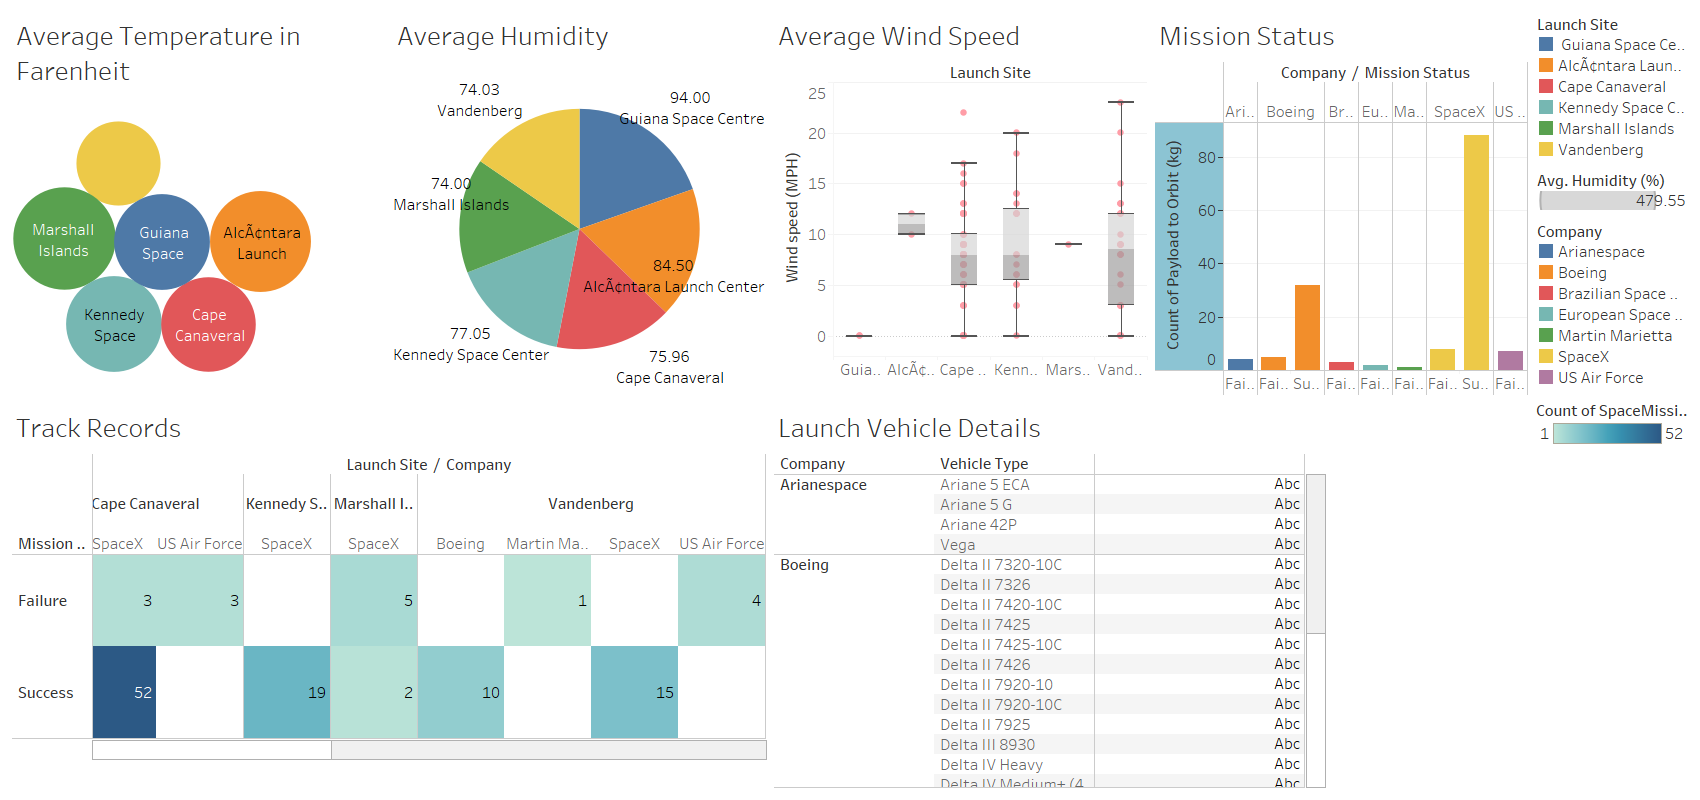 Average Temperature in
Farenheit
Marshall
Islands
Guiana
Space
AlcÃ¢ntara
Launch
Kennedy
Space
Cape
Canaveral
Average Humidity
74.03
Vandenberg
94.00
Guiana Space Centre
74.00
Marshall Islands
84.50
AlcÃ¢ntara Launch Center
77.05
Kennedy Space Center
75.96
Cape Canaveral
Average Wind Speed
Launch Site
Wind speed (MPH)
25
20
15
10
5
0
Guia..
AlcÃ¢..
Cape ..
Kenn..
Mars..
Vand..
Mission Status
Company / Mission Status
Ari..
Boeing
Br..
Eu..
Ma..
SpaceX
US ..
Count of Payload to Orbit (kg)
80
60
40
20
0
Fai..
Fai..
Su..
Fai..
Fai..
Fai..
Fai..
Su..
Fai..
Launch Site
Guiana Space Ce..
AlcÃ¢ntara Laun..
Cape Canaveral
Kennedy Space C..
Marshall Islands
Vandenberg
Avg. Humidity (%)
479.55
Company
Arianespace
Boeing
Brazilian Space ..
European Space ..
Martin Marietta
SpaceX
US Air Force
Count of SpaceMissi..
1
52
Track Records
Launch Site / Company
Cape Canaveral
Kennedy S..
Marshall I..
Vandenberg
Mission ..
SpaceX
US Air Force
SpaceX
SpaceX
Boeing
Martin Ma..
SpaceX
US Air Force
Failure
3
3
5
1
4
Success
52
19
2
10
15
Launch Vehicle Details
Company
Vehicle Type
Arianespace
Ariane 5 ECA
Abc
Ariane 5 G
Abc
Ariane 42P
Abc
Vega
Abc
Boeing
Delta II 7320-10C
Abc
Delta II 7326
Abc
Delta II 7420-10C
Abc
Delta II 7425
Abc
Delta II 7425-10C
Abc
Delta II 7426
Abc
Delta II 7920-10
Abc
Delta II 7920-10C
Abc
Delta II 7925
Abc
Delta III 8930
Abc
Delta IV Heavy
Abc
Delta IV Medium+ (4
Abc